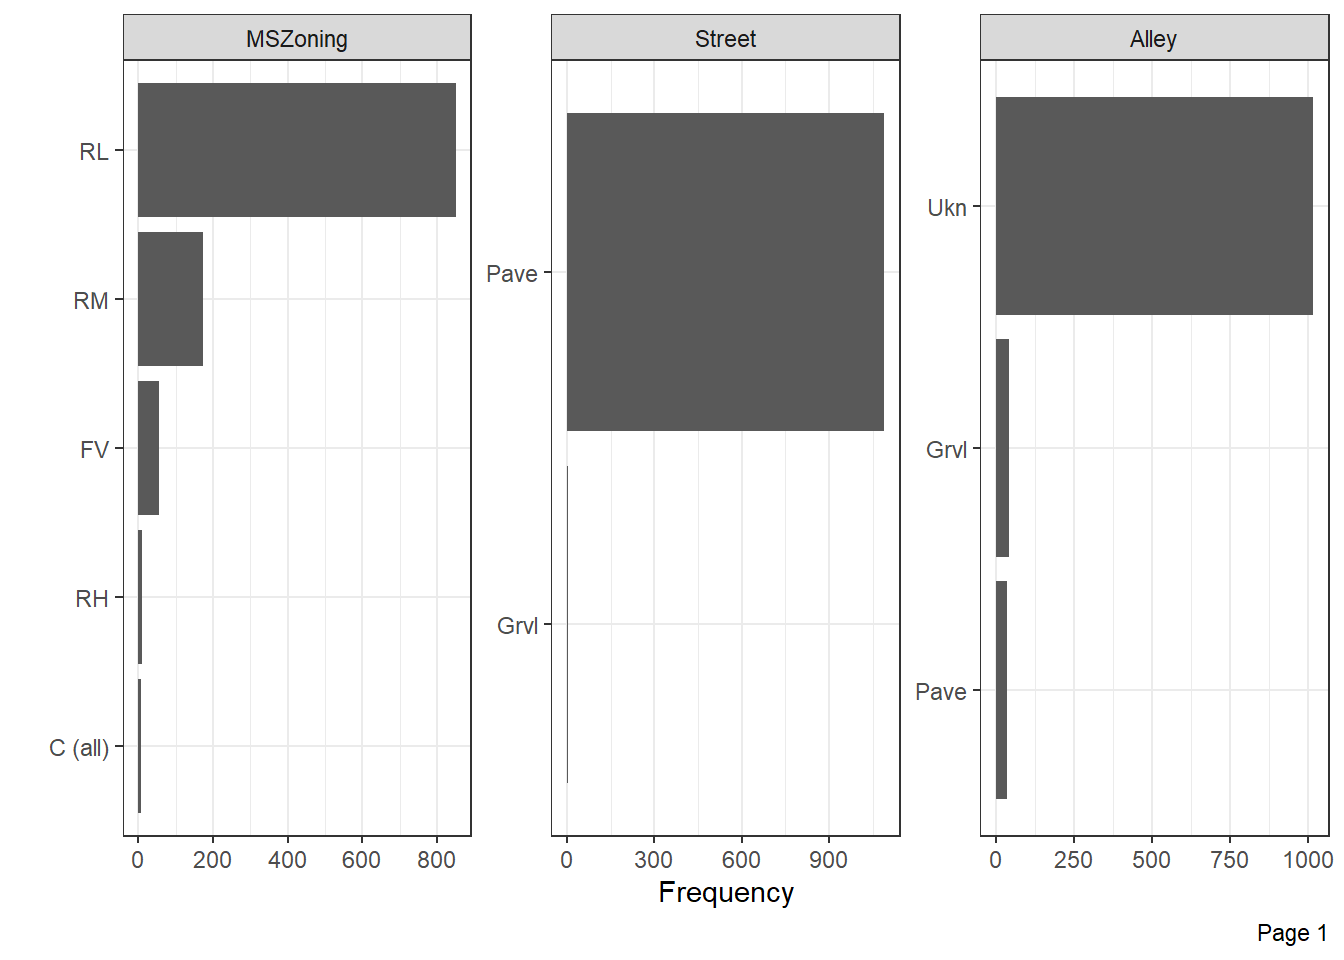 MSZoning
Street
Alley
RL
RM
FV
RH
C (all)
0 200 400 600 800
Pave
Grvl
0 300 600 900
Ukn
Grvl
Pave
0 250 500 750 1000
Frequency
Page 1